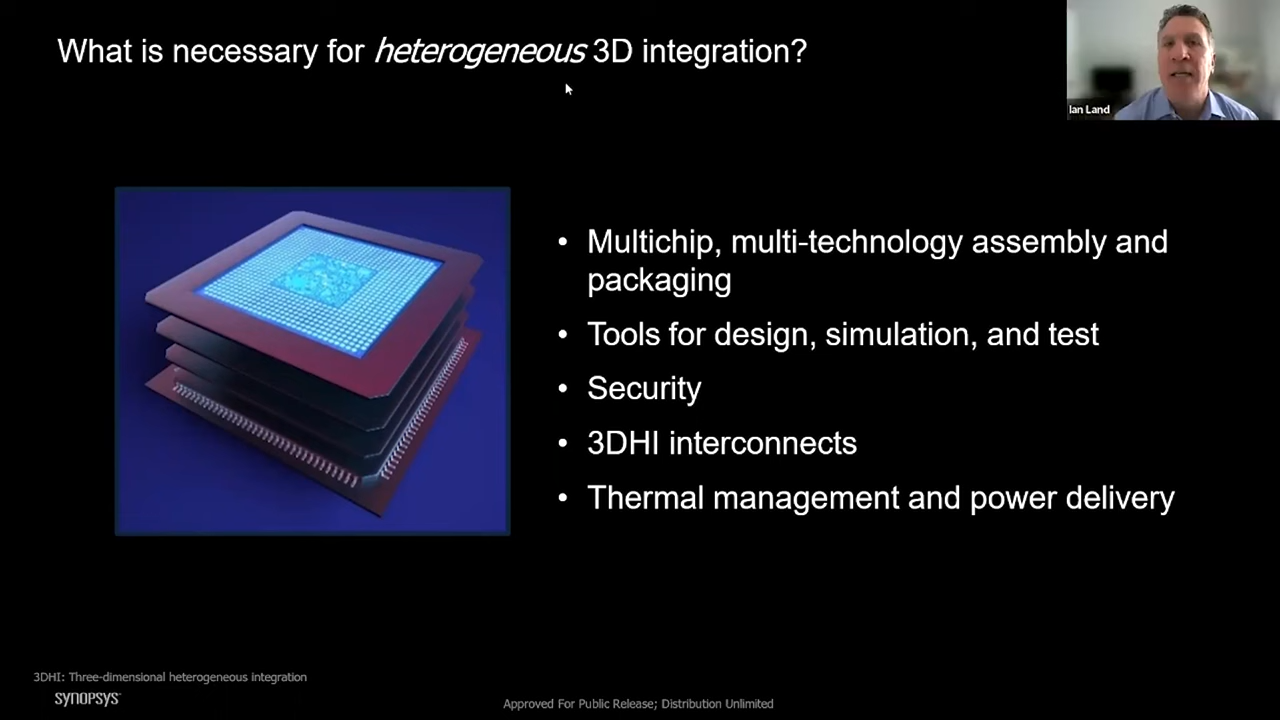 What is necessary for heterogeneous 3D integration?
Ian Land
• Multichip, multi-technology assembly and
packaging
• Tools for design, simulation, and test
• Security
• 3DHI interconnects
• Thermal management and power delivery
3DHI: Three-dimensional heterogeneous integration
SYNOPSYS
Approved For Public Release; Distribution Unlimited